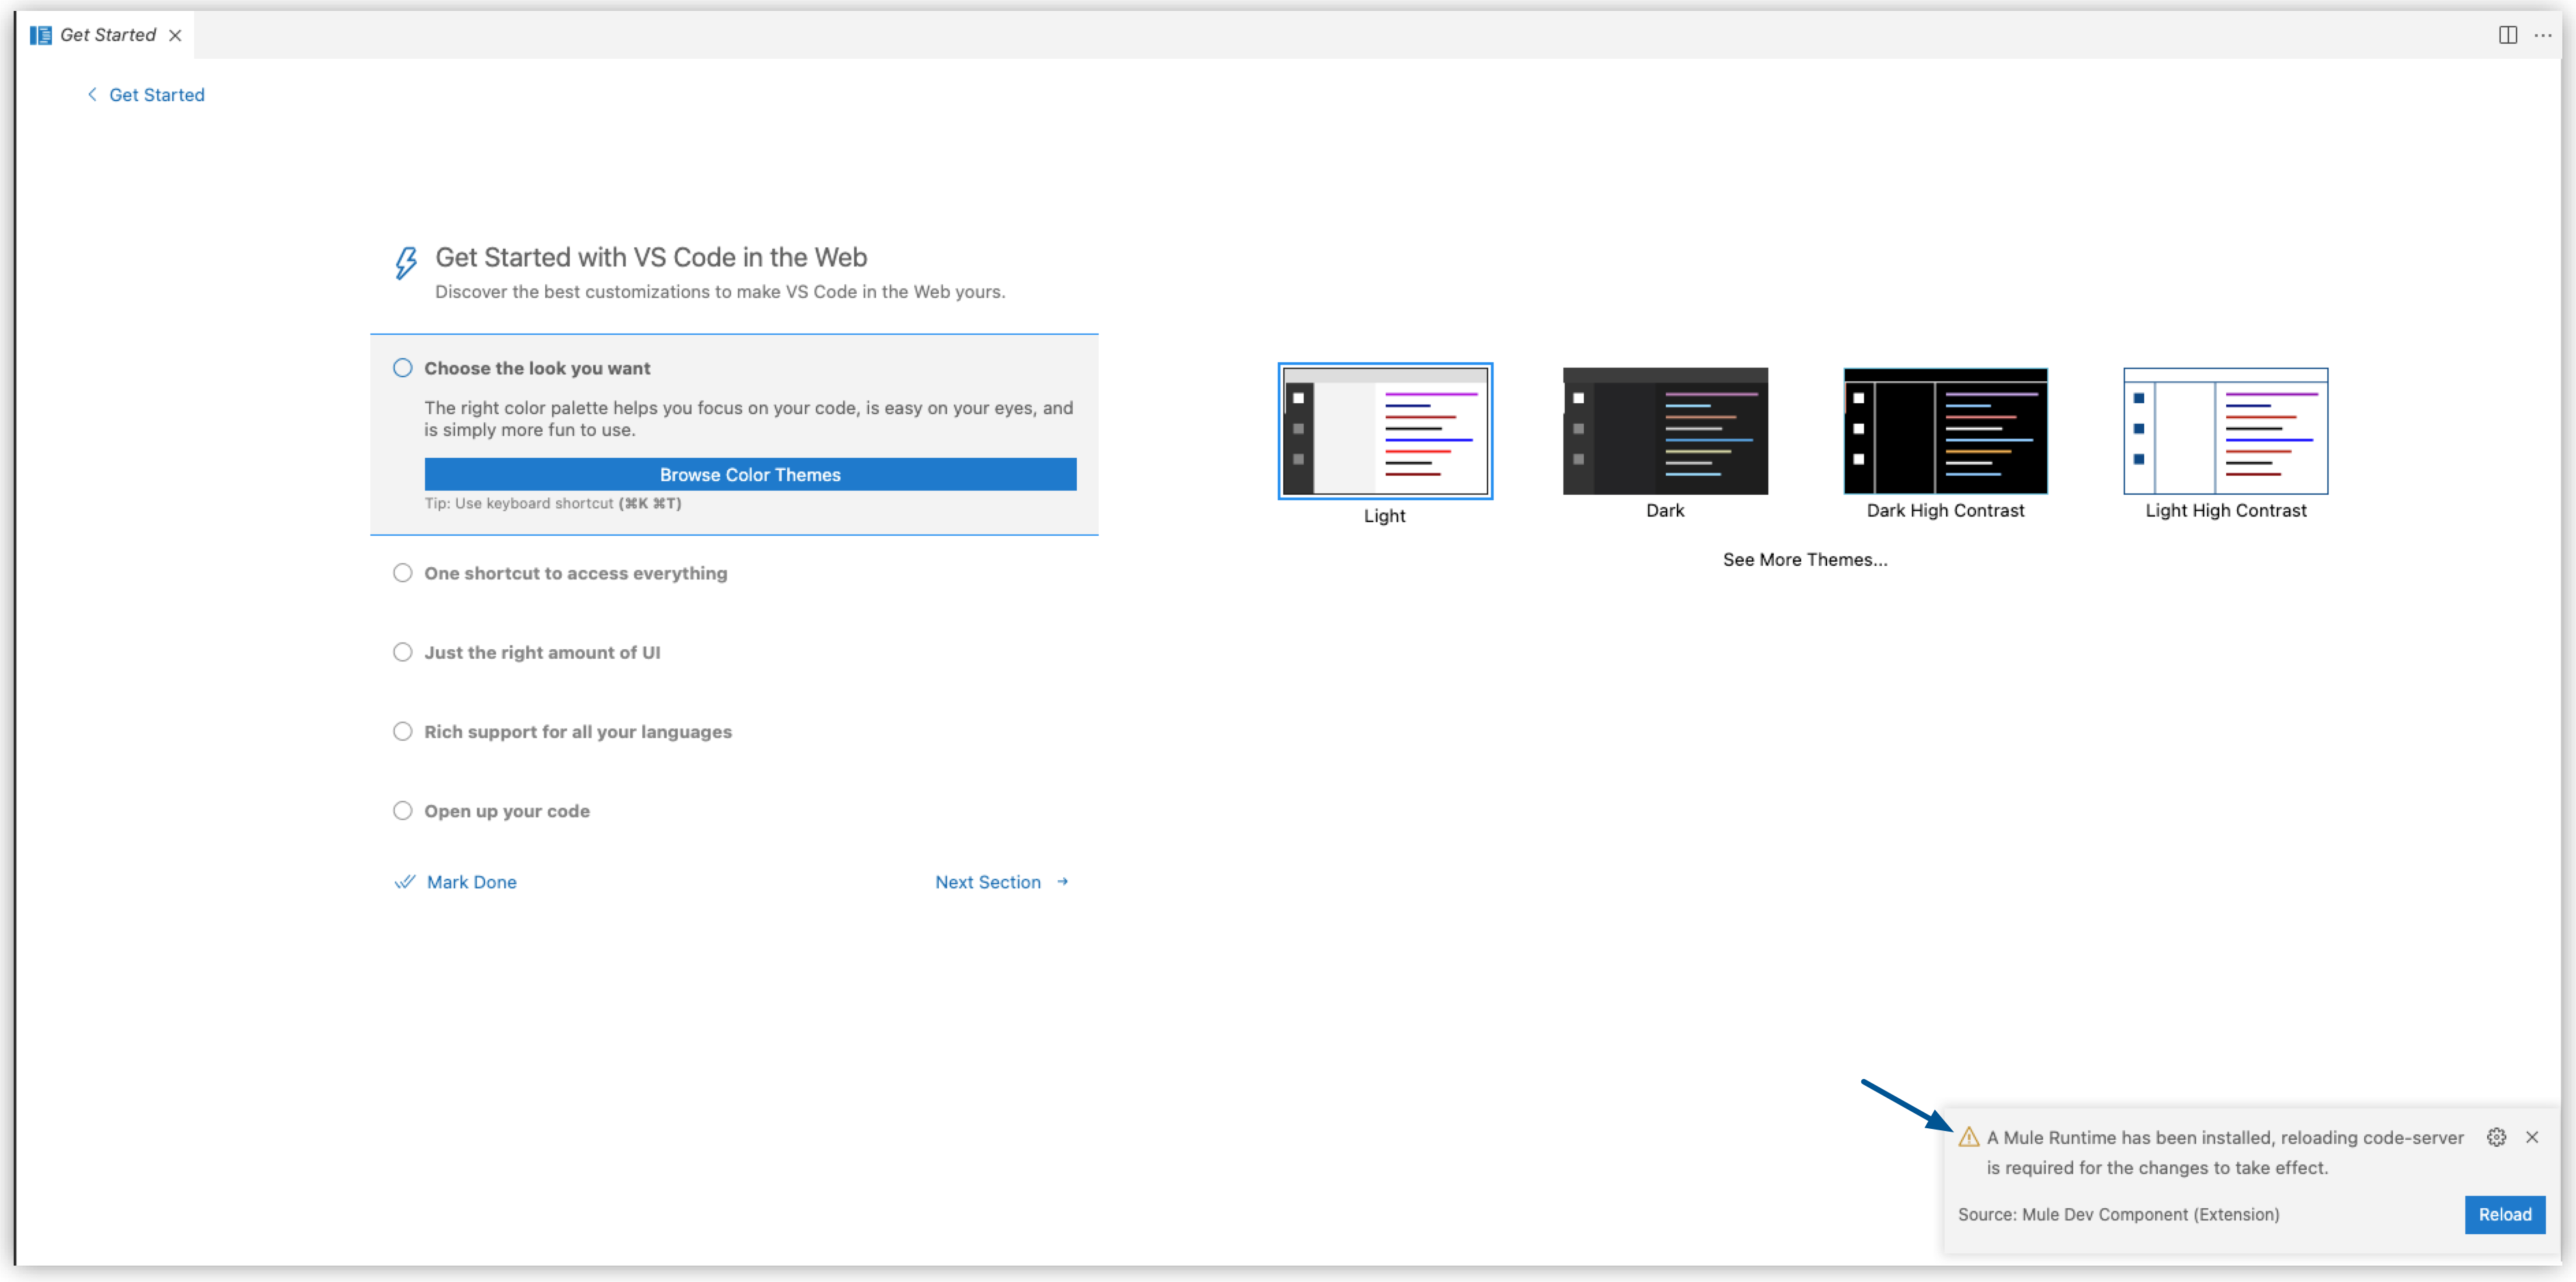 Get Started
Get Started
Get Started with VS Code in the Web
Discover the best customizations to make VS Code in the Web yours.
Choose the look you want
The right color palette helps you focus on your code, is easy on your eyes, and
is simply more fun to use.
Browse Color Themes
Tip: Use keyboard shortcut (⌘K ⌘T)
One shortcut to access everything
Just the right amount of UI
Rich support for all your languages
Open up your code
Mark Done
Next Section →
Light
Dark
Dark High Contrast
Light High Contrast
See More Themes...
A Mule Runtime has been installed, reloading code-server
is required for the changes to take effect.
Source: Mule Dev Component (Extension)
Reload